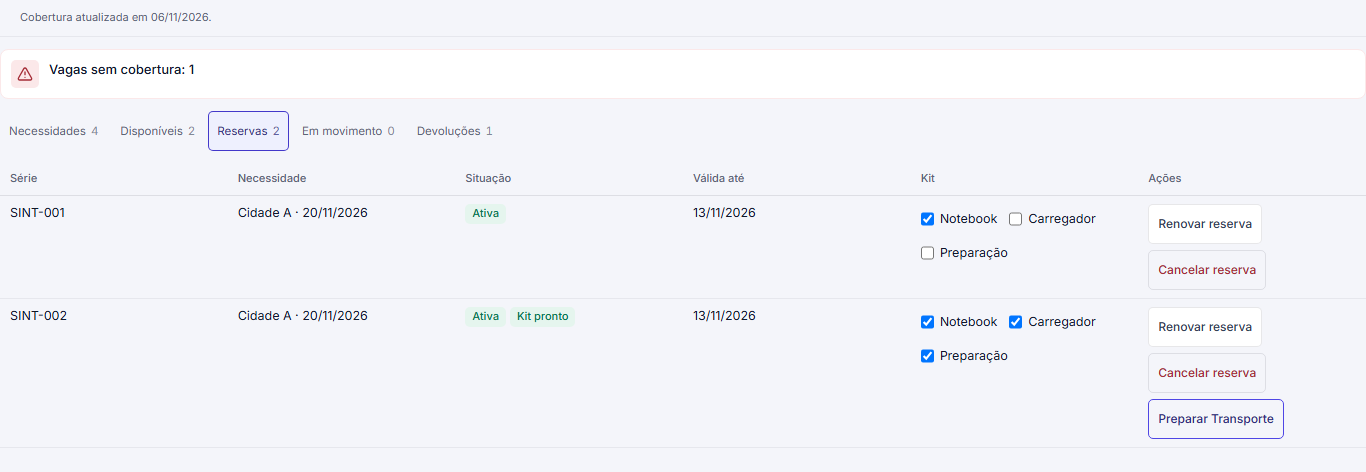 Cobertura atualizada em 06/11/2026.
Vagas sem cobertura: 1
Necessidades 4 Disponíveis 2 Reservas 2 Em movimento 0 Devoluções 1
Série Necessidade Situação Válida até Kit Ações
SINT-001 Cidade A · 20/11/2026 Ativa 13/11/2026 Notebook Carregador Renovar reserva
Preparação
Cancelar reserva
SINT-002 Cidade A · 20/11/2026 Ativa Kit pronto 13/11/2026 Notebook Carregador Renovar reserva
Preparação
Cancelar reserva
Preparar Transporte